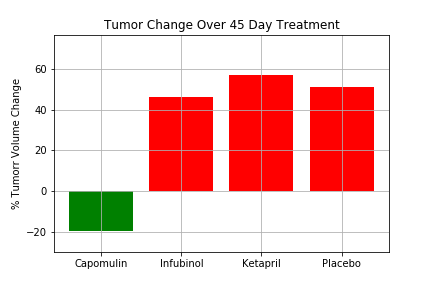 Tumor Change Over 45 Day Treatment
% Tumorr Volume Change
60
40
20
0
−20
Capomulin Infubinol Ketapril Placebo